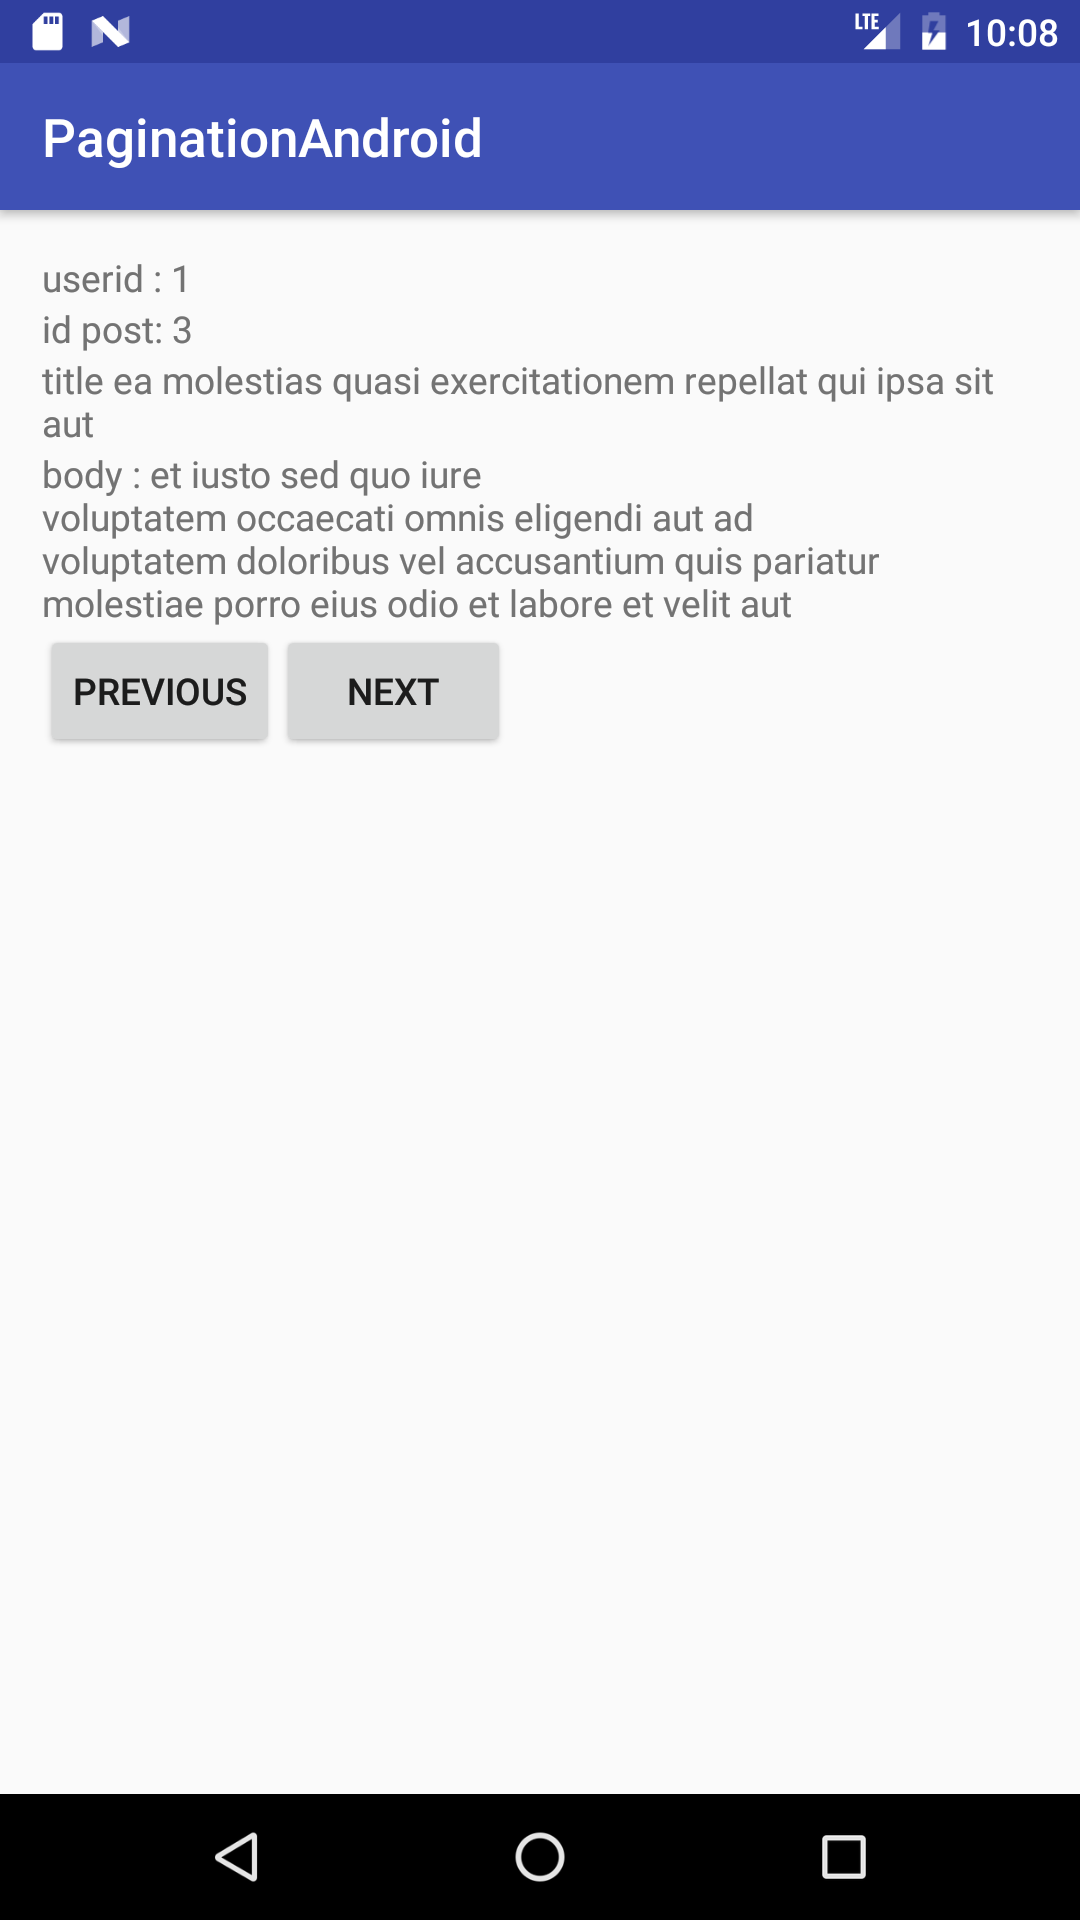 LTE 10:08
PaginationAndroid
userid : 1
id post: 3
title ea molestias quasi exercitationem repellat qui ipsa sit
aut
body : et iusto sed quo iure
voluptatem occaecati omnis eligendi aut ad
voluptatem doloribus vel accusantium quis pariatur
molestiae porro eius odio et labore et velit aut
PREVIOUS NEXT